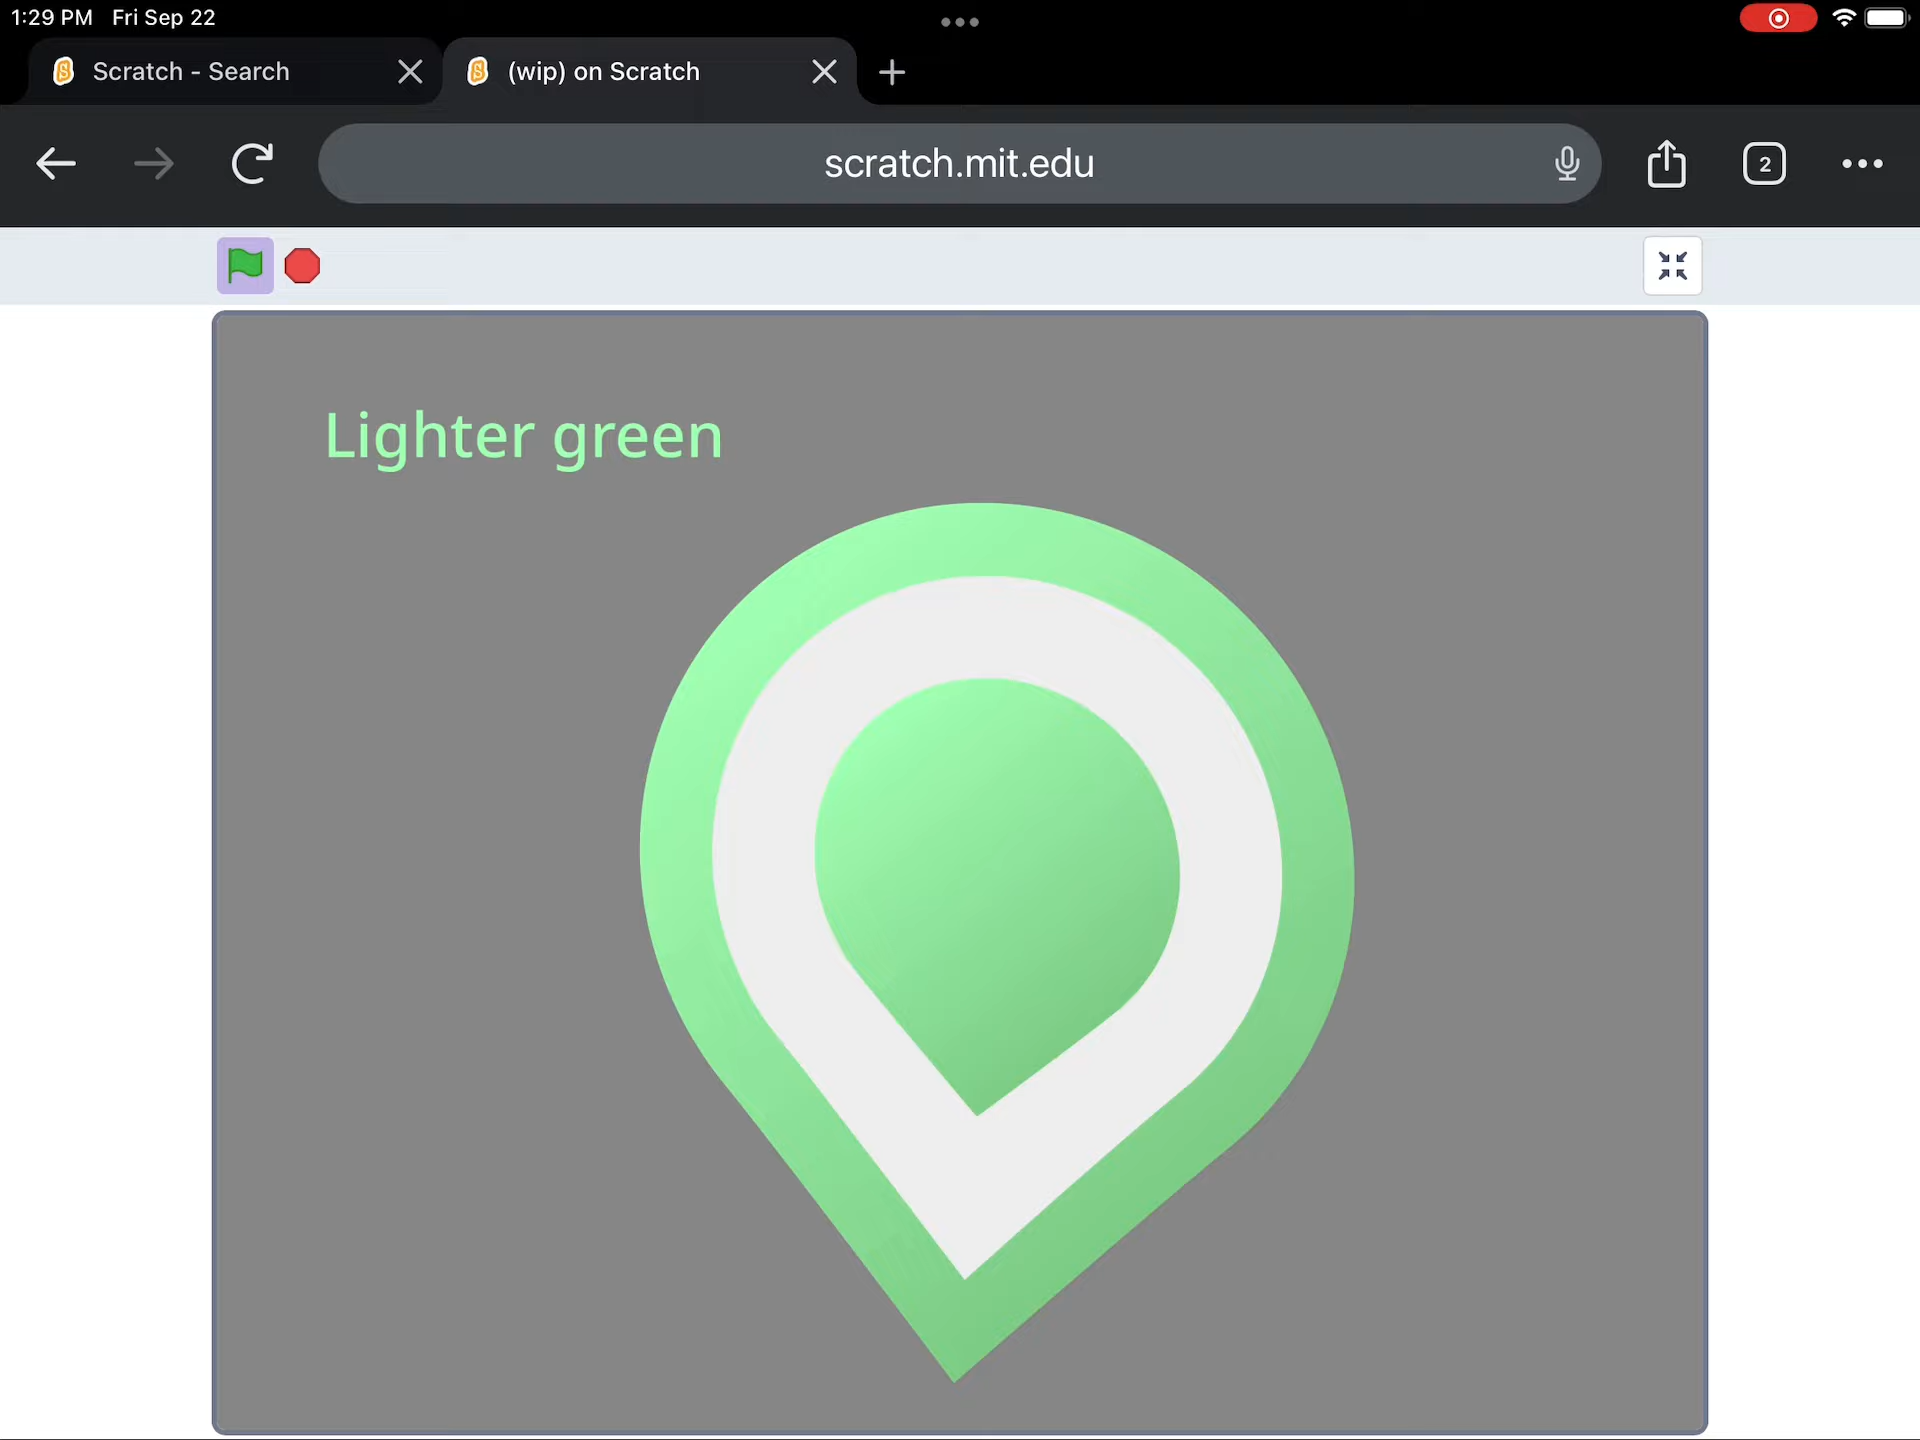 1:29 PM Fri Sep 22
Scratch - Search
(wip) on Scratch
scratch.mit.edu
2
Lighter green